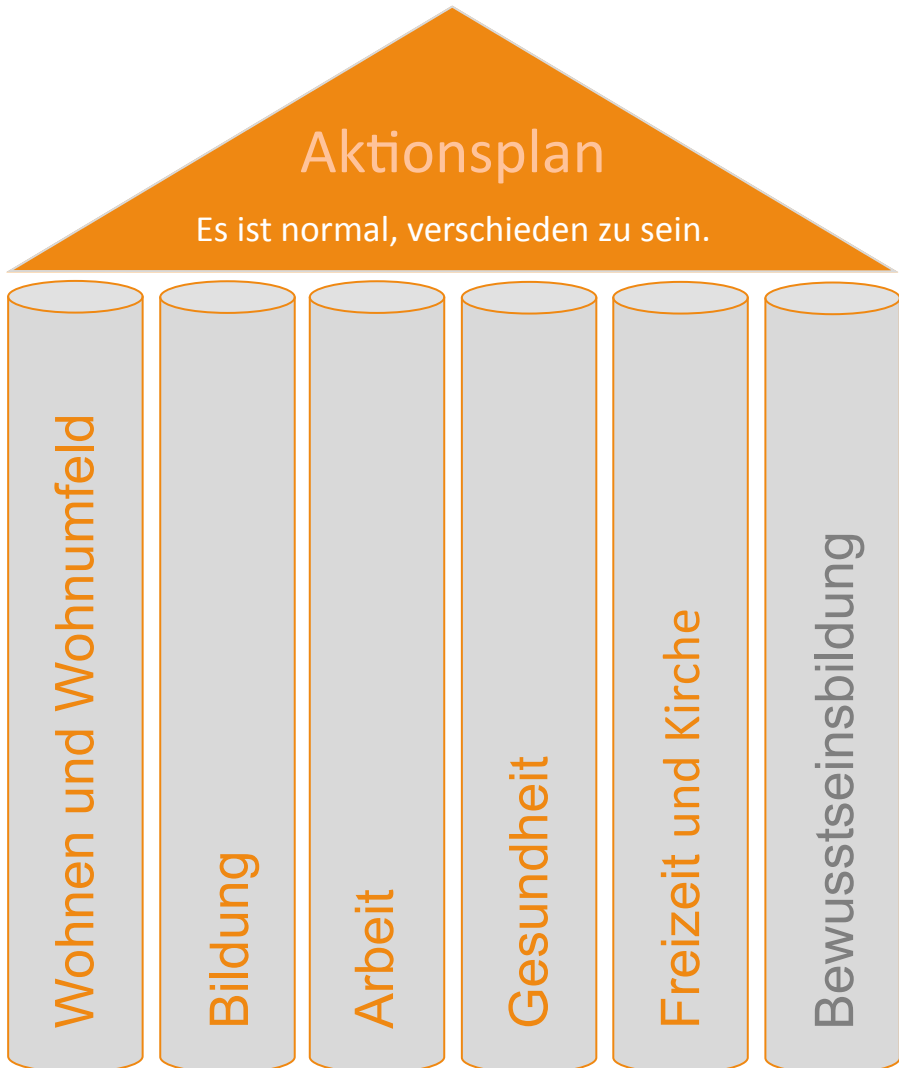 Aktionsplan
Es ist normal, verschieden zu sein.
Wohnen und Wohnumfeld
Bildung
Arbeit
Gesundheit
Freizeit und Kirche
Bewusstseinsbildung